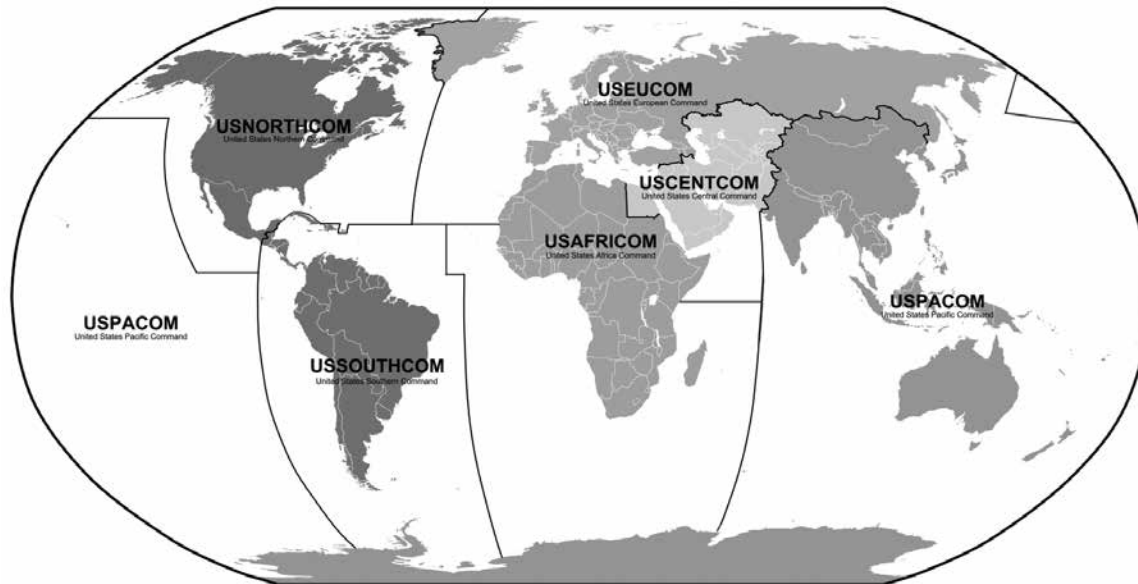 USEUCOM
United States European Command
USNORTHCOM
United States Northern Command
USCENTCOM
United States Central Command
USAFRICOM
United States Africa Command
USPACOM
United States Pacific Command
USPACOM
United States Pacific Command
USSOUTHCOM
United States Southern Command